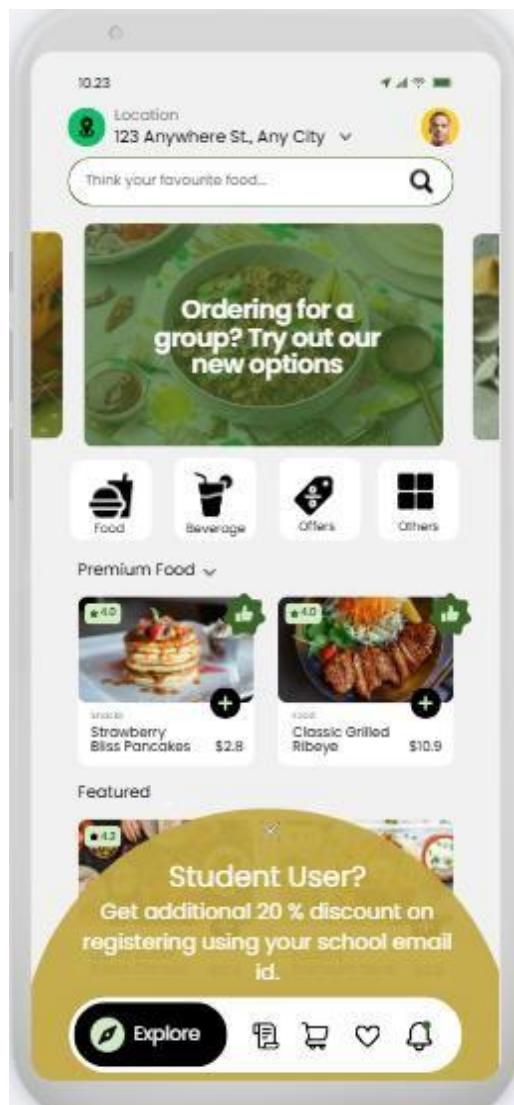 10.23
Location
123 Anywhere St., Any City
Think your favourite food...
Ordering for a
group? Try out our
new options
Food
Beverage
Offers
Others
Premium Food
4.0
4.0
Snacks
Food
Strawberry
Bliss Pancakes
$2.8
Classic Grilled
Ribeye
$10.9
Featured
4.3
Student User?
Get additional 20 % discount on
registering using your school email
id.
Explore